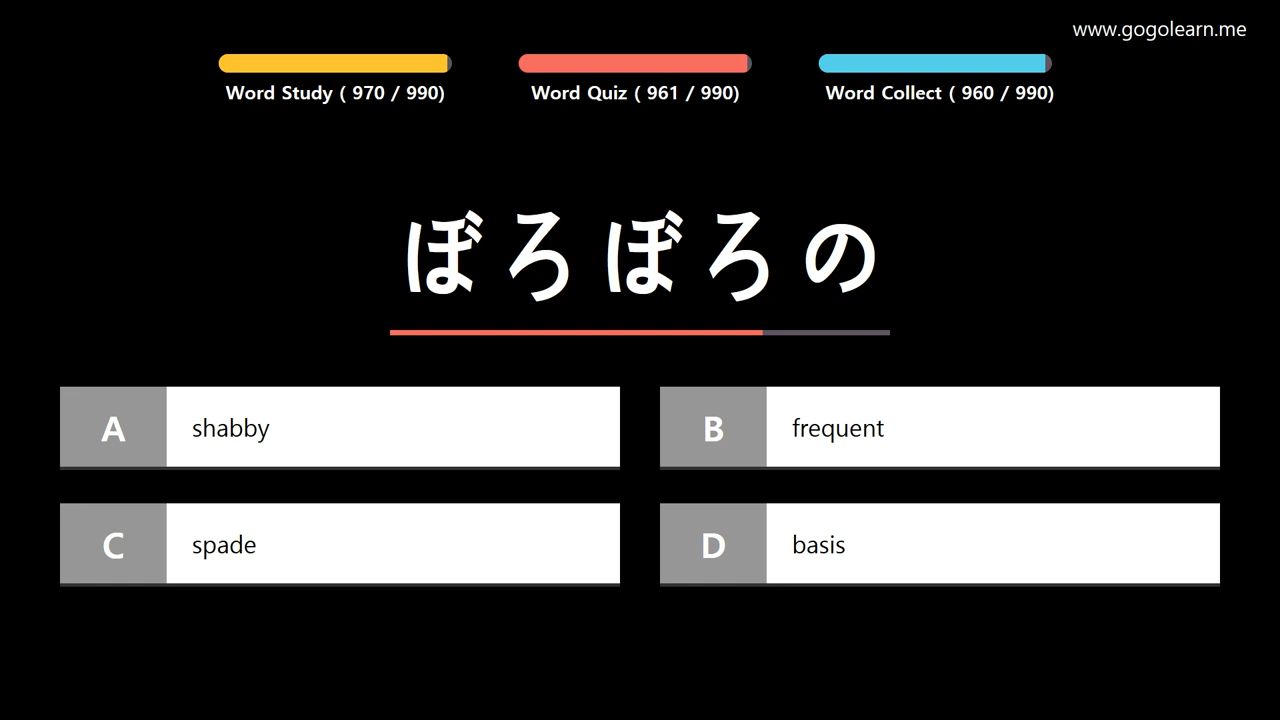 www.gogolearn.me
Word Study ( 970 / 990)
Word Quiz ( 961 / 990)
Word Collect ( 960 / 990)
ぼろぼろの
A shabby
B frequent
C spade
D basis